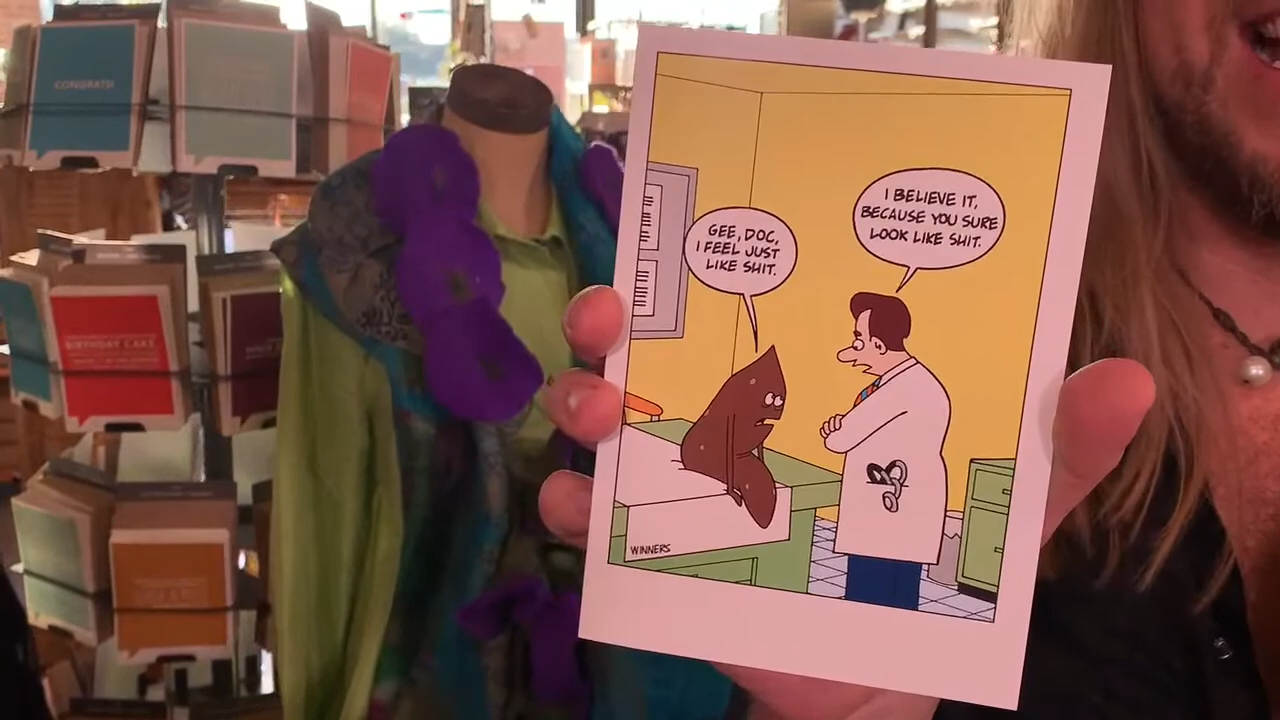 CONGRATS!
BIRTHDAY CAKE
GEE, DOC,
I FEEL JUST
LIKE SHIT.
I BELIEVE IT,
BECAUSE YOU SURE
LOOK LIKE SHIT.
WINNERS